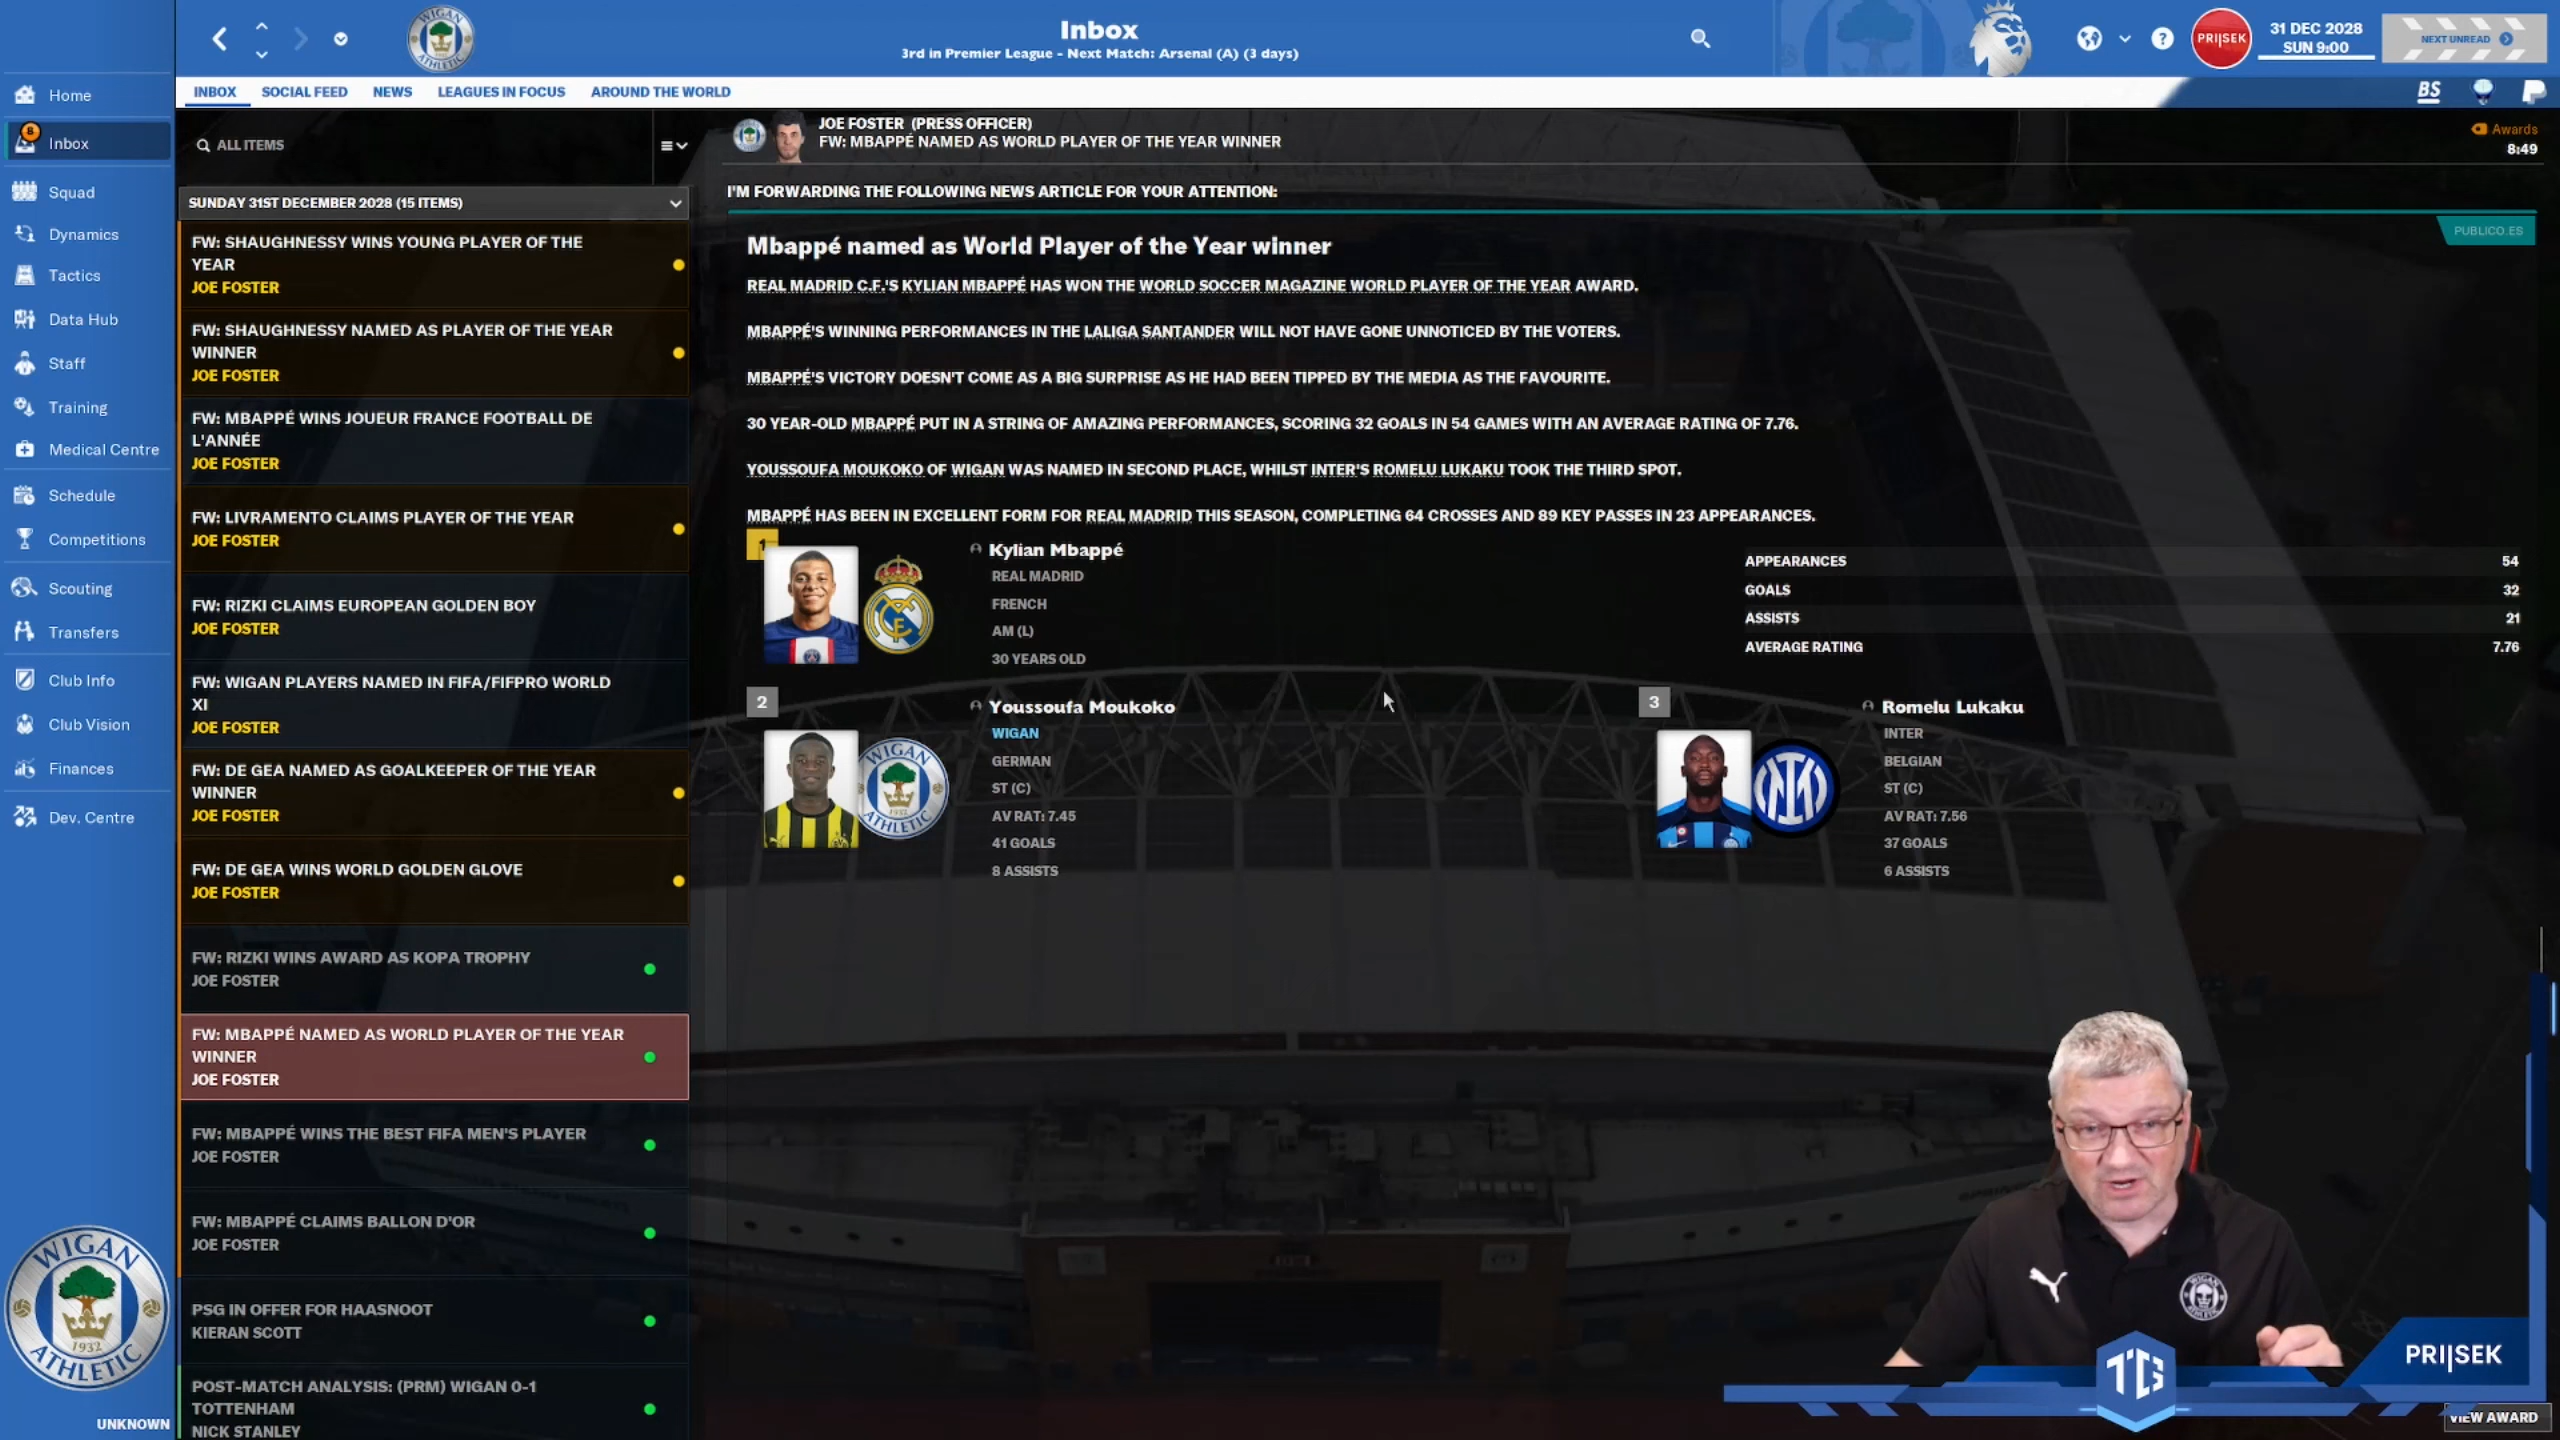 Inbox
3rd in Premier League - Next Match: Arsenal (A) (3 days)
PRI|SEK
31 DEC 2028
SUN 9:00
NEXT UNREAD
Home
8
Inbox
Squad
Dynamics
Tactics
Data Hub
Staff
Training
Medical Centre
Schedule
Competitions
Scouting
Transfers
Club Info
Club Vision
Finances
Dev. Centre
WIGAN
1932
ATHLETIC
UNKNOWN
INBOX
SOCIAL FEED
NEWS
LEAGUES IN FOCUS
AROUND THE WORLD
BS
ALL ITEMS
SUNDAY 31ST DECEMBER 2028 (15 ITEMS)
FW: SHAUGHNESSY WINS YOUNG PLAYER OF THE
YEAR
JOE FOSTER
FW: SHAUGHNESSY NAMED AS PLAYER OF THE YEAR
WINNER
JOE FOSTER
FW: MBAPPÉ WINS JOUEUR FRANCE FOOTBALL DE
L'ANNÉE
JOE FOSTER
FW: LIVRAMENTO CLAIMS PLAYER OF THE YEAR
JOE FOSTER
FW: RIZKI CLAIMS EUROPEAN GOLDEN BOY
JOE FOSTER
FW: WIGAN PLAYERS NAMED IN FIFA/FIFPRO WORLD
XI
JOE FOSTER
FW: DE GEA NAMED AS GOALKEEPER OF THE YEAR
WINNER
JOE FOSTER
FW: DE GEA WINS WORLD GOLDEN GLOVE
JOE FOSTER
FW: RIZKI WINS AWARD AS KOPA TROPHY
JOE FOSTER
FW: MBAPPÉ NAMED AS WORLD PLAYER OF THE YEAR
WINNER
JOE FOSTER
FW: MBAPPÉ WINS THE BEST FIFA MEN'S PLAYER
JOE FOSTER
FW: MBAPPÉ CLAIMS BALLON D'OR
JOE FOSTER
PSG IN OFFER FOR HAASNOOT
KIERAN SCOTT
POST-MATCH ANALYSIS: (PRM) WIGAN 0-1
TOTTENHAM
NICK STANLEY
JOE FOSTER (PRESS OFFICER)
FW: MBAPPÉ NAMED AS WORLD PLAYER OF THE YEAR WINNER
Awards
8:49
I'M FORWARDING THE FOLLOWING NEWS ARTICLE FOR YOUR ATTENTION:
PUBLICO.ES
Mbappé named as World Player of the Year winner
REAL MADRID C.F.'S KYLIAN MBAPPÉ HAS WON THE WORLD SOCCER MAGAZINE WORLD PLAYER OF THE YEAR AWARD.
MBAPPÉ'S WINNING PERFORMANCES IN THE LALIGA SANTANDER WILL NOT HAVE GONE UNNOTICED BY THE VOTERS.
MBAPPÉ'S VICTORY DOESN'T COME AS A BIG SURPRISE AS HE HAD BEEN TIPPED BY THE MEDIA AS THE FAVOURITE.
30 YEAR-OLD MBAPPÉ PUT IN A STRING OF AMAZING PERFORMANCES, SCORING 32 GOALS IN 54 GAMES WITH AN AVERAGE RATING OF 7.76.
YOUSSOUFA MOUKOKO OF WIGAN WAS NAMED IN SECOND PLACE, WHILST INTER'S ROMELU LUKAKU TOOK THE THIRD SPOT.
MBAPPÉ HAS BEEN IN EXCELLENT FORM FOR REAL MADRID THIS SEASON, COMPLETING 64 CROSSES AND 89 KEY PASSES IN 23 APPEARANCES.
1
Kylian Mbappé
REAL MADRID
FRENCH
AM (L)
30 YEARS OLD
APPEARANCES 54
GOALS 32
ASSISTS 21
AVERAGE RATING 7.76
2
Youssoufa Moukoko
WIGAN
GERMAN
ST (C)
AV RAT: 7.45
41 GOALS
8 ASSISTS
WIGAN
ATHLETIC
3
Romelu Lukaku
INTER
BELGIAN
ST (C)
AV RAT: 7.56
37 GOALS
6 ASSISTS
PRI|SEK
TCS
VIEW AWARD